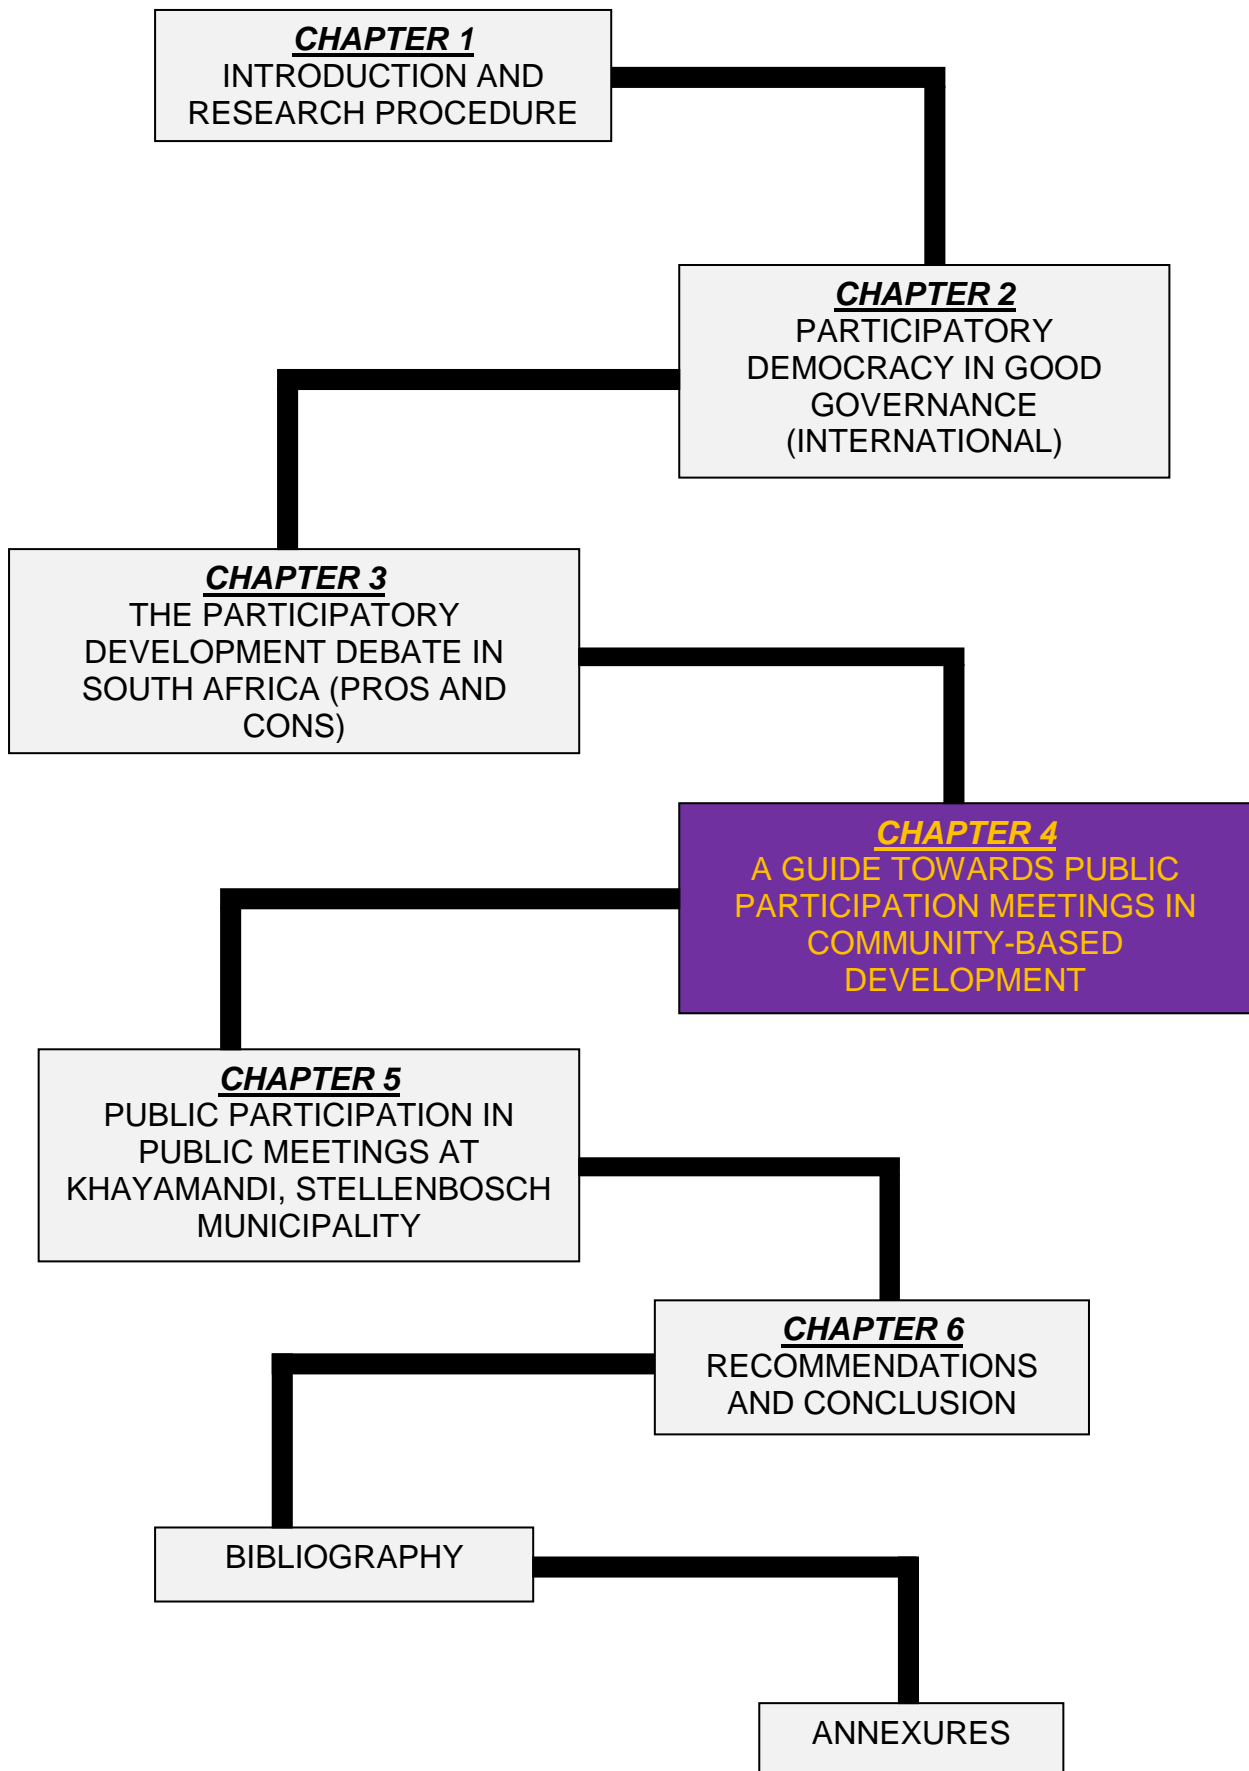 CHAPTER 1
INTRODUCTION AND
RESEARCH PROCEDURE
CHAPTER 2
PARTICIPATORY
DEMOCRACY IN GOOD
GOVERNANCE
(INTERNATIONAL)
CHAPTER 3
THE PARTICIPATORY
DEVELOPMENT DEBATE IN
SOUTH AFRICA (PROS AND
CONS)
CHAPTER 4
A GUIDE TOWARDS PUBLIC
PARTICIPATION MEETINGS IN
COMMUNITY-BASED
DEVELOPMENT
CHAPTER 5
PUBLIC PARTICIPATION IN
PUBLIC MEETINGS AT
KHAYAMANDI, STELLENBOSCH
MUNICIPALITY
CHAPTER 6
RECOMMENDATIONS
AND CONCLUSION
BIBLIOGRAPHY
ANNEXURES